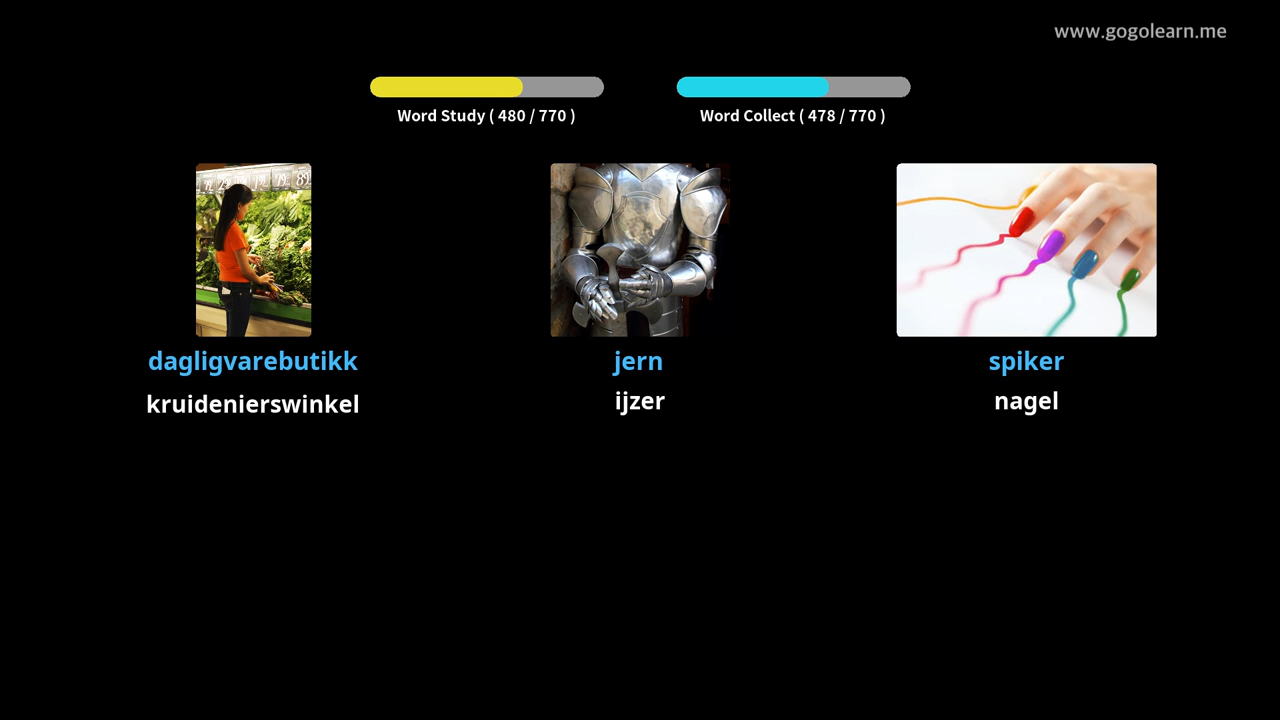 www.gogolearn.me
Word Study ( 480 / 770 )
Word Collect ( 478 / 770 )
dagligvarebutikk
jern
spiker
kruidenierswinkel
ijzer
nagel